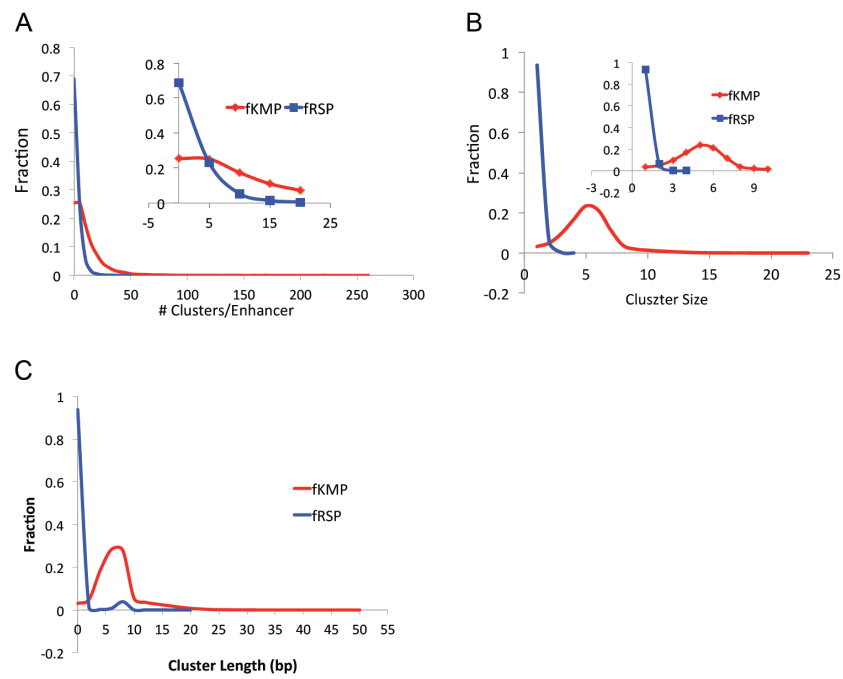 A
Fraction
0.8
0.7
0.6
0.5
0.4
0.3
0.2
0.1
0
0 50 100 150 200 250 300
# Clusters/Enhancer
0.8
0.6
0.4
0.2
0
-5 5 15 25
fKMP fRSP
B
Fraction
1
0.8
0.6
0.4
0.2
0
-0.2
0 5 10 15 20 25
Cluszter Size
1
0.8
0.6
0.4
0.2
0
-0.2
-3 0 3 6 9
fKMP
fRSP
C
Fraction
1
0.8
0.6
0.4
0.2
0
-0.2
0 5 10 15 20 25 30 35 40 45 50 55
Cluster Length (bp)
fKMP
fRSP